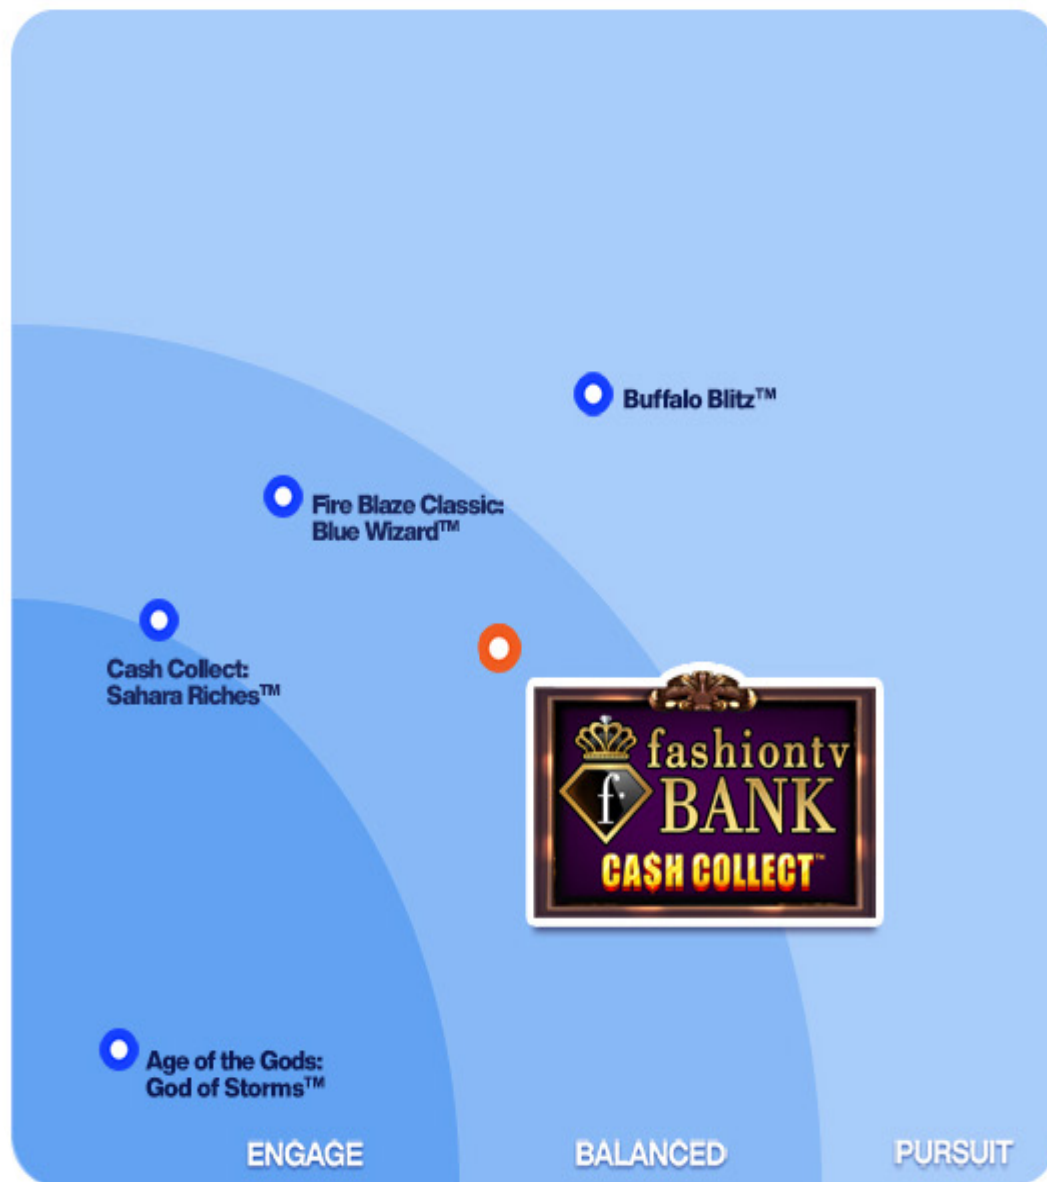 Buffalo Blitz™
Fire Blaze Classic:
Blue Wizard™
Cash Collect:
Sahara Riches™
fashiontv
f
BANK
CA$H COLLECT™
Age of the Gods:
God of Storms™
ENGAGE
BALANCED
PURSUIT